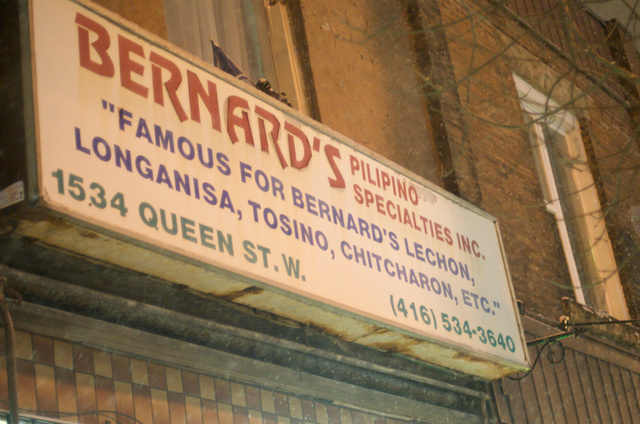 BERNARD'S PILIPINO
SPECIALTIES INC.
"FAMOUS FOR BERNARD'S LECHON,
LONGANISA, TOSINO, CHITCHARON, ETC."
1534 QUEEN ST. W.
(416) 534-3640